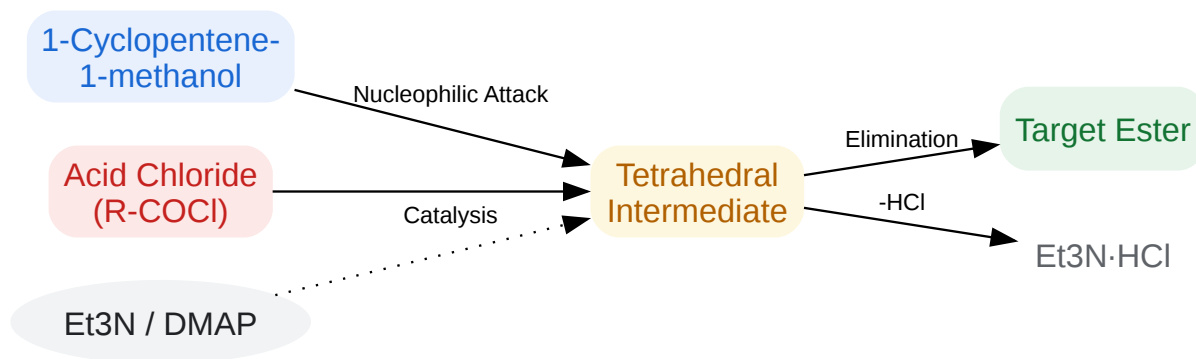 1-Cyclopentene-
1-methanol
Nucleophilic Attack
Acid Chloride
(R-COCl)
Catalysis
Et3N / DMAP
Tetrahedral
Intermediate
Elimination
-HCl
Target Ester
Et3N·HCl